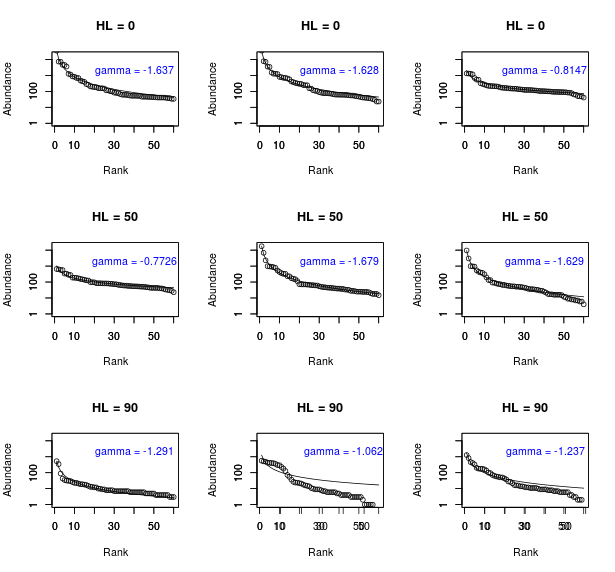 HL = 0 HL = 0 HL = 0
gamma = -1.637 gamma = -1.628 gamma = -0.8147
Abundance Abundance Abundance
1 100 1 100 1 100
0 10 30 50 0 10 30 50 0 10 30 50
Rank Rank Rank
HL = 50 HL = 50 HL = 50
gamma = -0.7726 gamma = -1.679 gamma = -1.629
Abundance Abundance Abundance
1 100 1 100 1 100
0 10 30 50 0 10 30 50 0 10 30 50
Rank Rank Rank
HL = 90 HL = 90 HL = 90
gamma = -1.291 gamma = -1.062 gamma = -1.237
Abundance Abundance Abundance
1 100 1 100 1 100
0 10 30 50 0 10 30 50 0 10 30 50
Rank Rank Rank